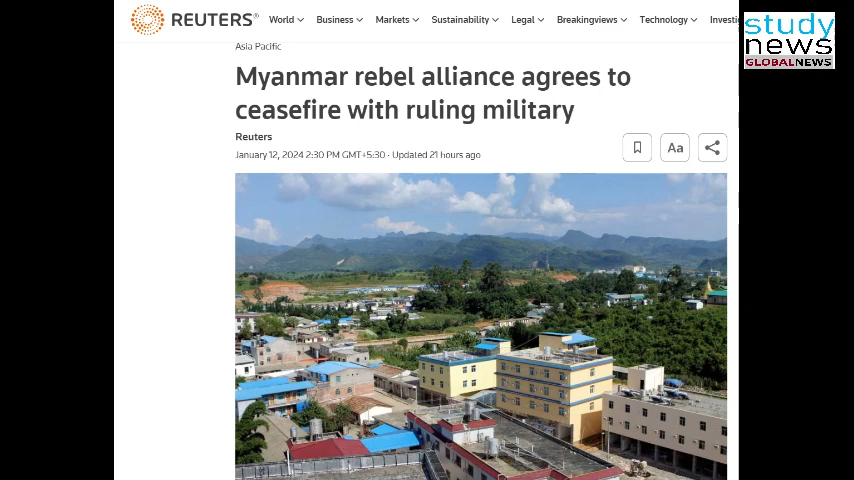 REUTERS®
World
Business
Markets
Sustainability
Legal
Breakingviews
Technology
Investig
study
news
GLOBALNEWS
Asia Pacific
Myanmar rebel alliance agrees to
ceasefire with ruling military
Reuters
January 12, 2024 2:30 PM GMT+5:30 · Updated 21 hours ago
Aa